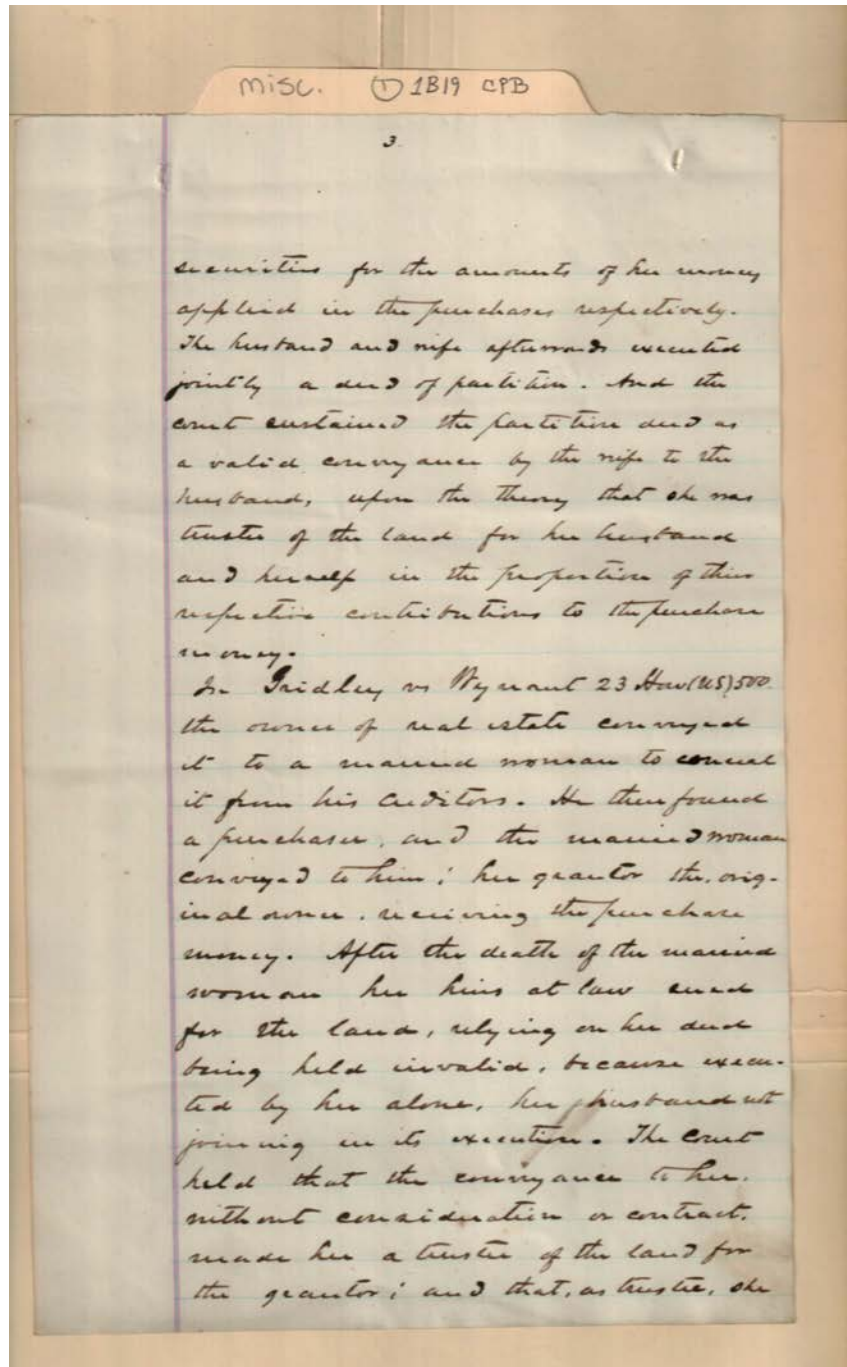 misc. ① 1B19 CPB
3
securities for the amounts of her money
applied in the purchases respectively.
The husband and wife afterwards executed
jointly a deed of partition. And the
court sustained the partition deed as
a valid conveyance by the wife to the
husband, upon the theory that she was
trustee of the land for her husband
and herself in the proportion of their
respective contributions to the purchase
money.
In Gridley vs Wynant 23 How (US) 500
the owner of real estate conveyed
it to a married woman to conceal
it from his creditors. He then found
a purchaser, and the married woman
conveyed to him; her grantor the orig-
inal owner, receiving the purchase
money. After the death of the married
woman her heirs at law sued
for the land, relying on her deed
being held invalid, because execu-
ted by her alone, her husband not
joining in its execution. The Court
held that the conveyance to her,
without consideration or contract,
made her a trustee of the land for
the grantor; and that, as trustee, she